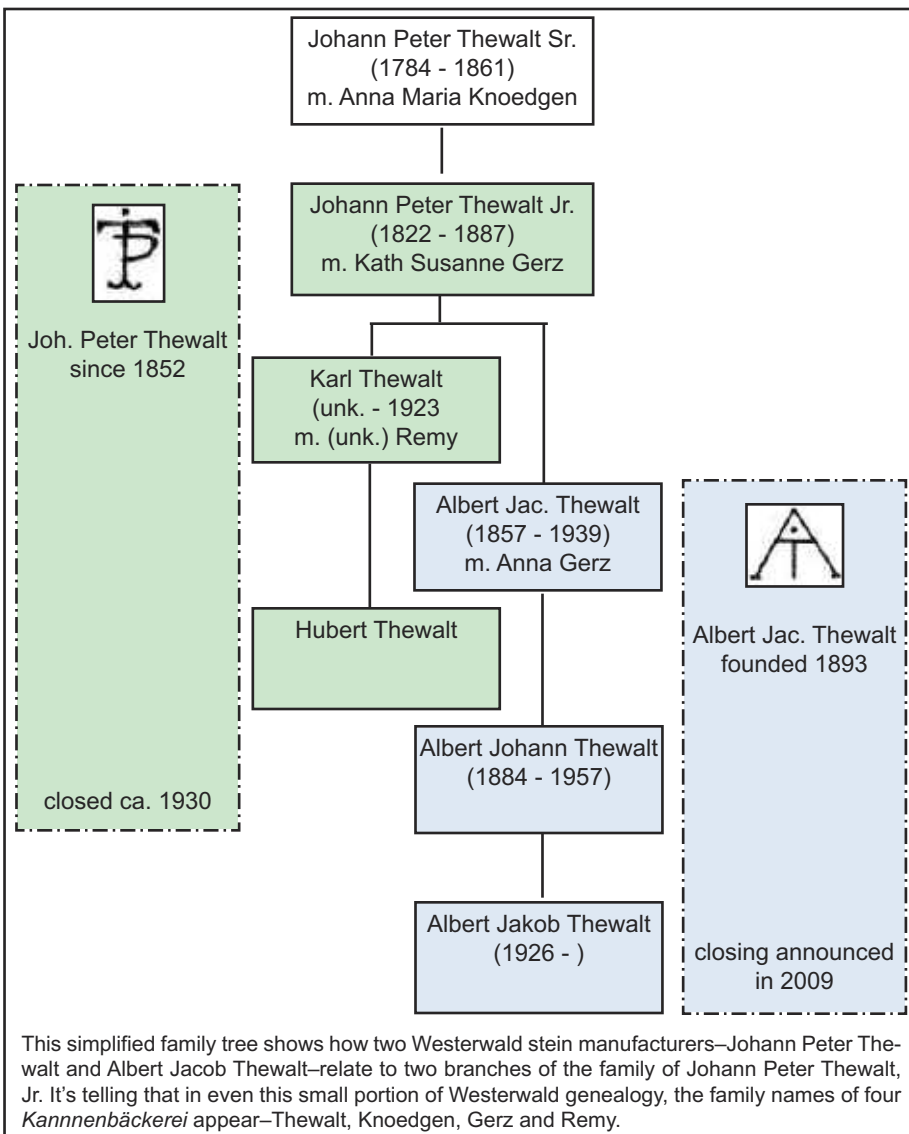 Johann Peter Thewalt Sr.
(1784 - 1861)
m. Anna Maria Knoedgen
Johann Peter Thewalt Jr.
(1822 - 1887)
m. Kath Susanne Gerz
Joh. Peter Thewalt
since 1852
closed ca. 1930
Karl Thewalt
(unk. - 1923
m. (unk.) Remy
Hubert Thewalt
Albert Jac. Thewalt
(1857 - 1939)
m. Anna Gerz
Albert Johann Thewalt
(1884 - 1957)
Albert Jakob Thewalt
(1926 - )
Albert Jac. Thewalt
founded 1893
closing announced
in 2009
This simplified family tree shows how two Westerwald stein manufacturers–Johann Peter The-
walt and Albert Jacob Thewalt–relate to two branches of the family of Johann Peter Thewalt,
Jr. It's telling that in even this small portion of Westerwald genealogy, the family names of four
Kannnenbäckerei appear–Thewalt, Knoedgen, Gerz and Remy.